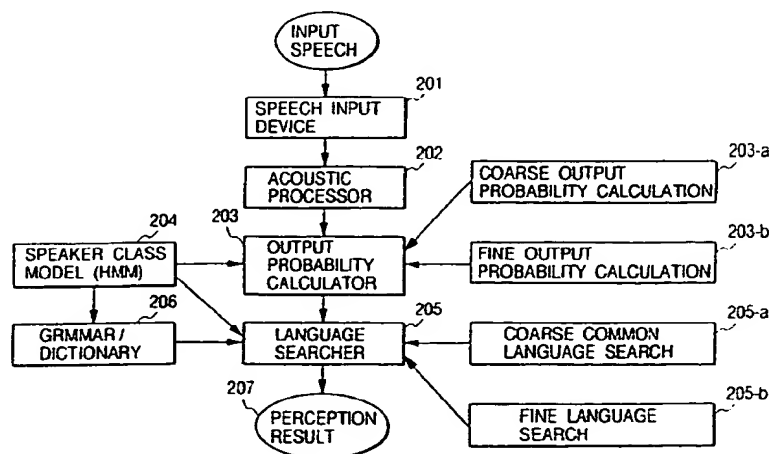 INPUT
SPEECH
201
SPEECH INPUT
DEVICE
202
ACOUSTIC
PROCESSOR
203-a
COARSE OUTPUT
PROBABILITY CALCULATION
204
SPEAKER CLASS
MODEL (HMM)
203
OUTPUT
PROBABILITY
CALCULATOR
203-b
FINE OUTPUT
PROBABILITY CALCULATION
206
GRMMAR/
DICTIONARY
205
LANGUAGE
SEARCHER
205-a
COARSE COMMON
LANGUAGE SEARCH
207
PERCEPTION
RESULT
205-b
FINE LANGUAGE
SEARCH